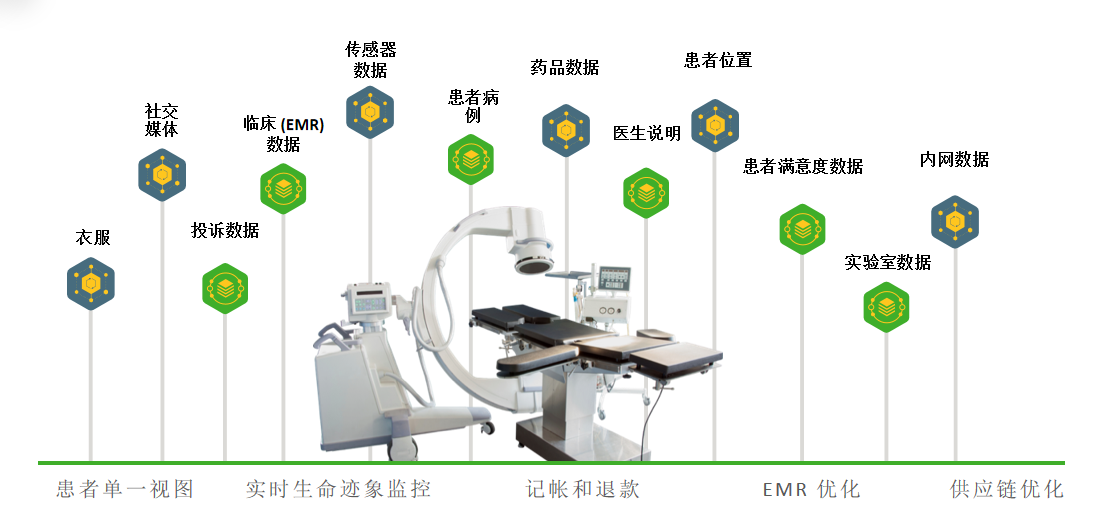 传感器
数据
药品数据
患者位置
患者病
例
社交
媒体
临床 (EMR)
数据
医生说明
患者满意度数据
内网数据
衣服
投诉数据
实验室数据
患者单一视图
实时生命迹象监控
记帐和退款
EMR 优化
供应链优化